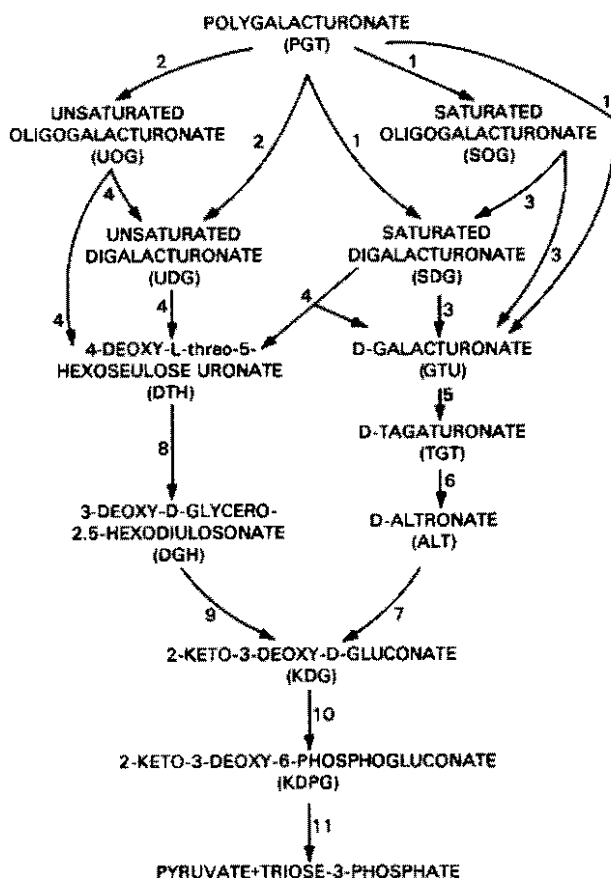 POLYGALACTURONATE
(PGT)
2
1
1
UNSATURATED
OLIGOGALACTURONATE
(UOG)
SATURATED
OLIGOGALACTURONATE
(SOG)
2
1
4
3
3
UNSATURATED
DIGALACTURONATE
(UDG)
SATURATED
DIGALACTURONATE
(SDG)
4
4
4
3
4-DEOXY-L-threo-5-
HEXOSEULOSE URONATE
(DTH)
D-GALACTURONATE
(GTU)
5
D-TAGATURONATE
(TGT)
8
6
3-DEOXY-D-GLYCERO-
2.5-HEXODIULOSONATE
(DGH)
D-ALTRONATE
(ALT)
9
7
2-KETO-3-DEOXY-D-GLUCONATE
(KDG)
10
2-KETO-3-DEOXY-6-PHOSPHOGLUCONATE
(KDPG)
11
PYRUVATE+TRIOSE-3-PHOSPHATE